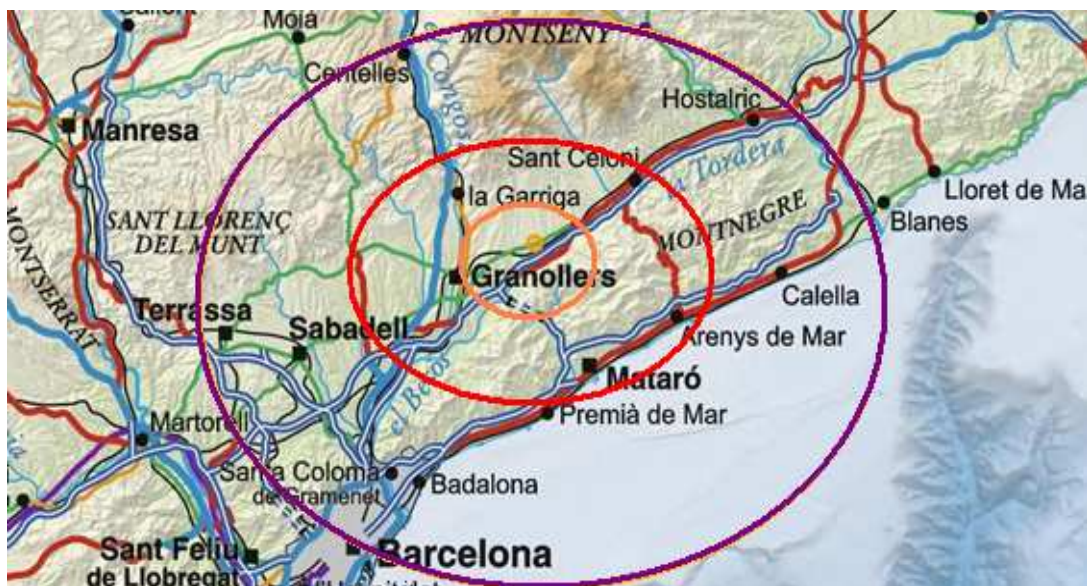 Moià
MONTSENY
Centelles
Congost
Hostalric
Manresa
Sant Celoni
la Tordera
la Garriga
Lloret de Ma
SANT LLORENÇ
DEL MUNT
MONTNEGRE
Blanes
MONTSERRAT
Granollers
Calella
Terrassa
Sabadell
Arenys de Mar
el Besòs
Mataró
Premià de Mar
Martorell
Santa Coloma
de Gramenet
Badalona
Sant Feliu
de Llobregat
Barcelona